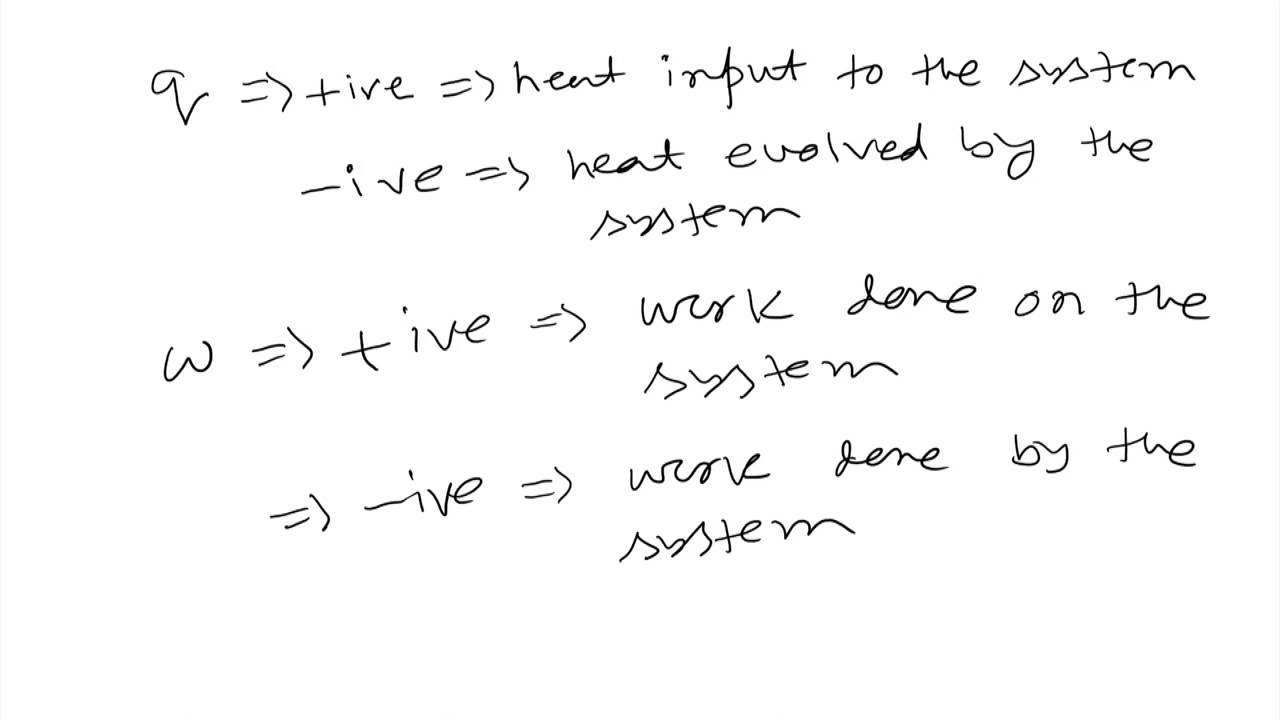 q => +ive => heat input to the system
-ive => heat evolved by the
system
w => +ive => work done on the
system
=> -ive => work done by the
system